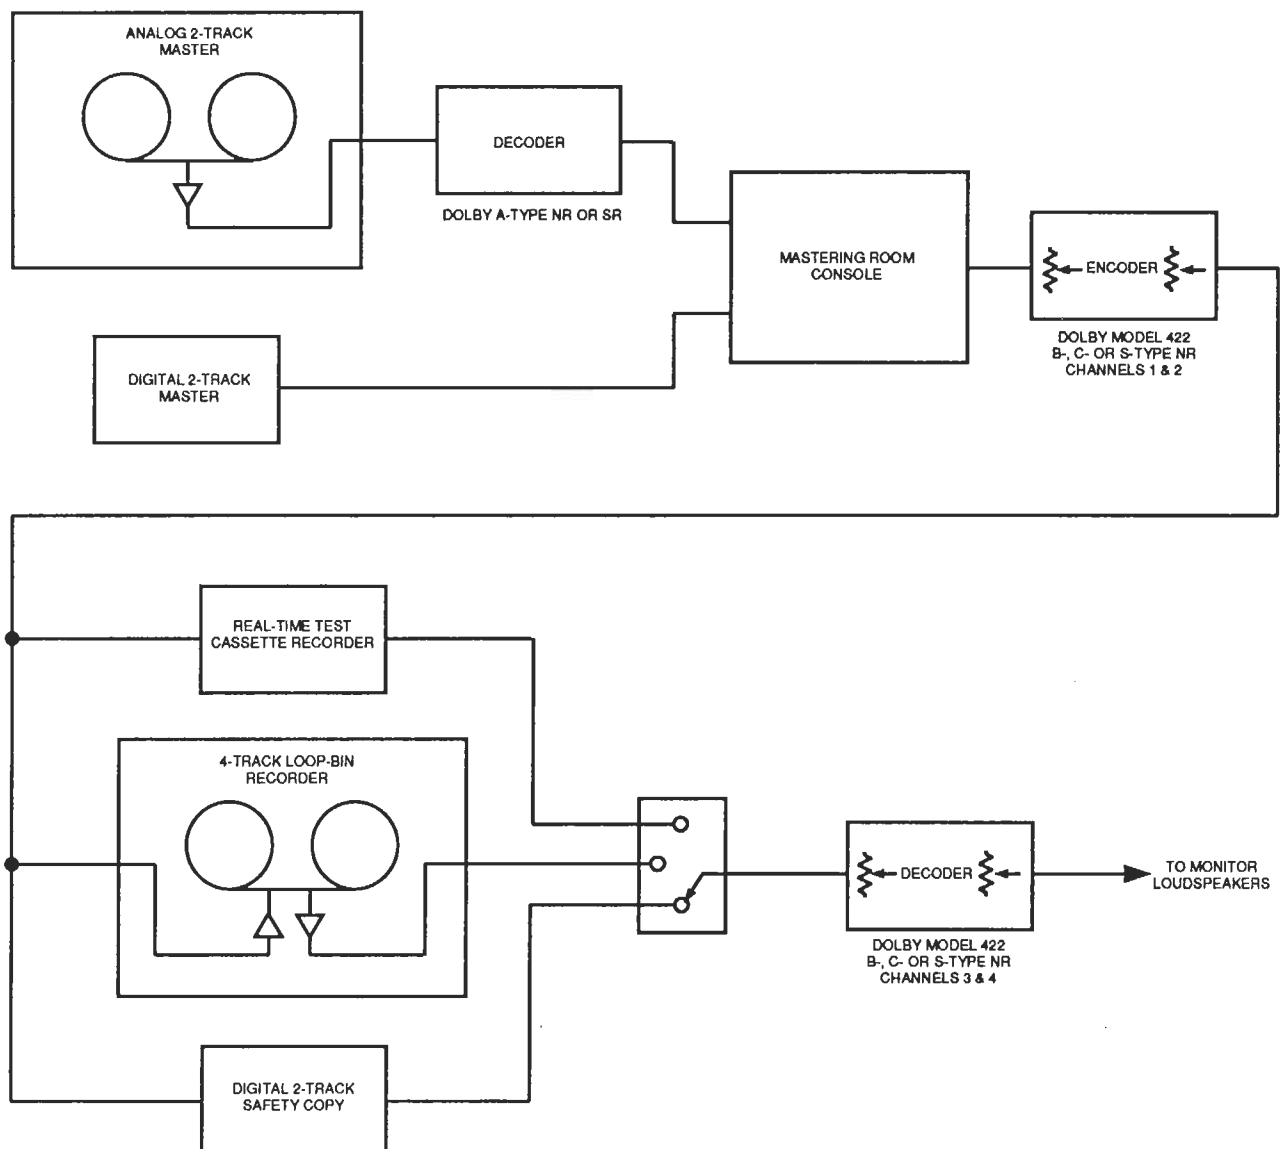 ANALOG 2-TRACK
MASTER
DECODER
DOLBY A-TYPE NR OR SR
MASTERING ROOM
CONSOLE
ENCODER
DOLBY MODEL 422
B-, C- OR S-TYPE NR
CHANNELS 1 & 2
DIGITAL 2-TRACK
MASTER
REAL-TIME TEST
CASSETTE RECORDER
4-TRACK LOOP-BIN
RECORDER
DECODER
TO MONITOR
LOUDSPEAKERS
DOLBY MODEL 422
B-, C- OR S-TYPE NR
CHANNELS 3 & 4
DIGITAL 2-TRACK
SAFETY COPY